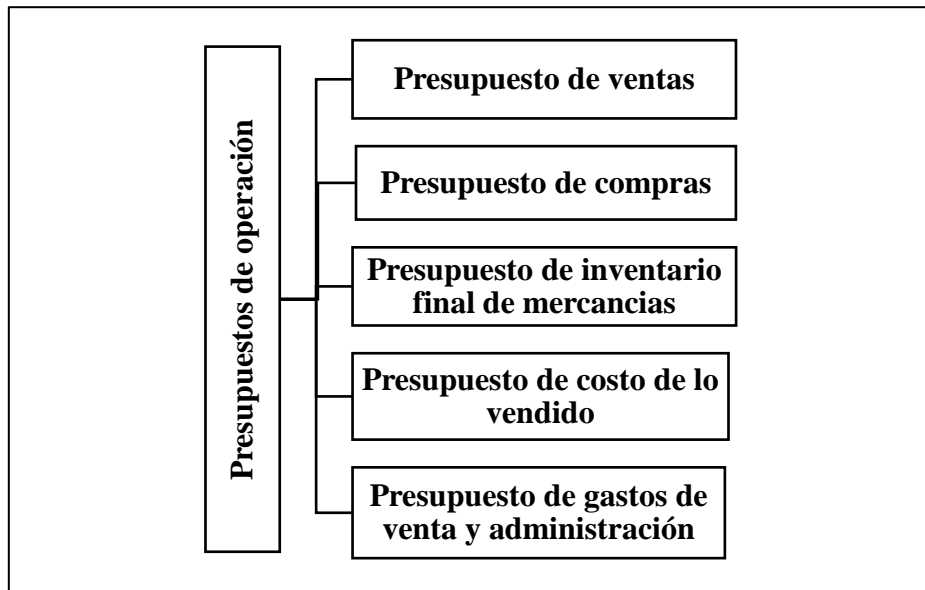 Presupuestos de operación
Presupuesto de ventas
Presupuesto de compras
Presupuesto de inventario
final de mercancias
Presupuesto de costo de lo
vendido
Presupuesto de gastos de
venta y administración